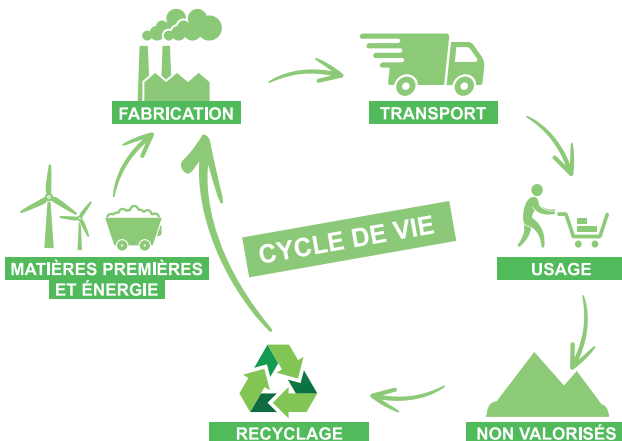 FABRICATION
TRANSPORT
CYCLE DE VIE
MATIÈRES PREMIÈRES
ET ÉNERGIE
USAGE
RECYCLAGE
NON VALORISÉS